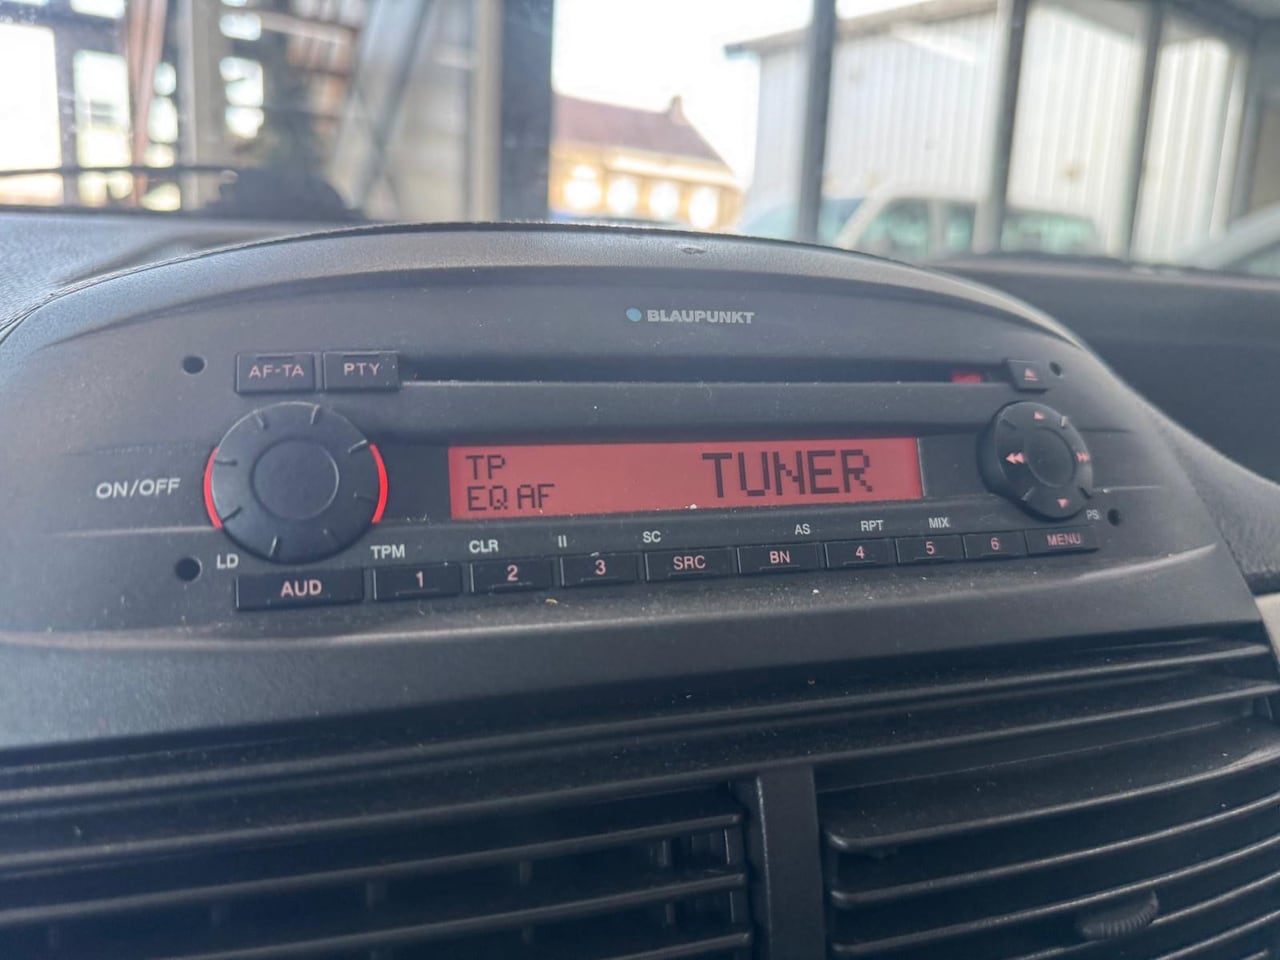 BLAUPUNKT
AF-TA PTY
ON/OFF
TP
EQ AF
TUNER
PS
LD TPM CLR II SC AS RPT MIX
AUD 1 2 3 SRC BN 4 5 6 MENU